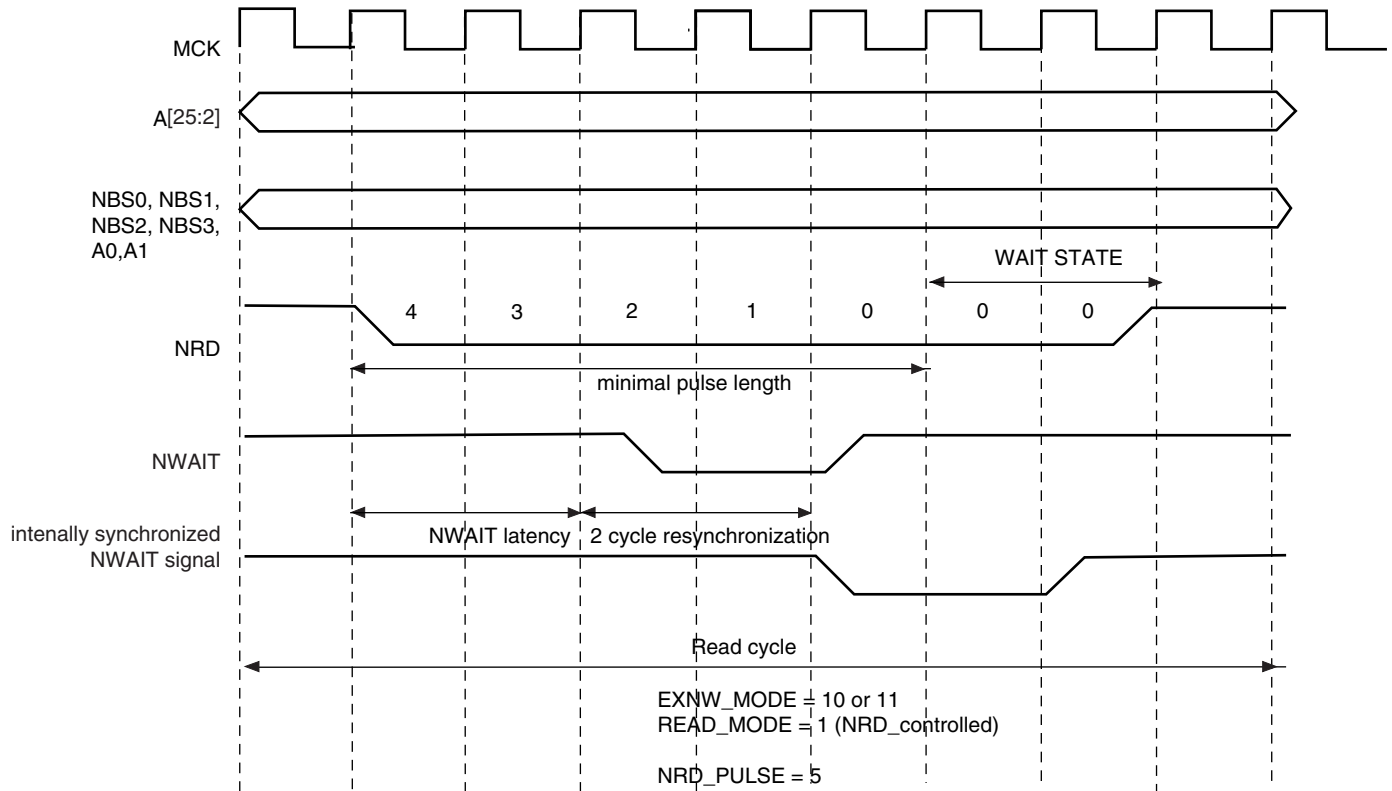 MCK
A[25:2]
NBS0, NBS1,
NBS2, NBS3,
A0,A1
WAIT STATE
4 3 2 1 0 0 0
NRD
minimal pulse length
NWAIT
intenally synchronized
NWAIT signal
NWAIT latency 2 cycle resynchronization
Read cycle
EXNW_MODE = 10 or 11
READ_MODE = 1 (NRD_controlled)
NRD_PULSE = 5